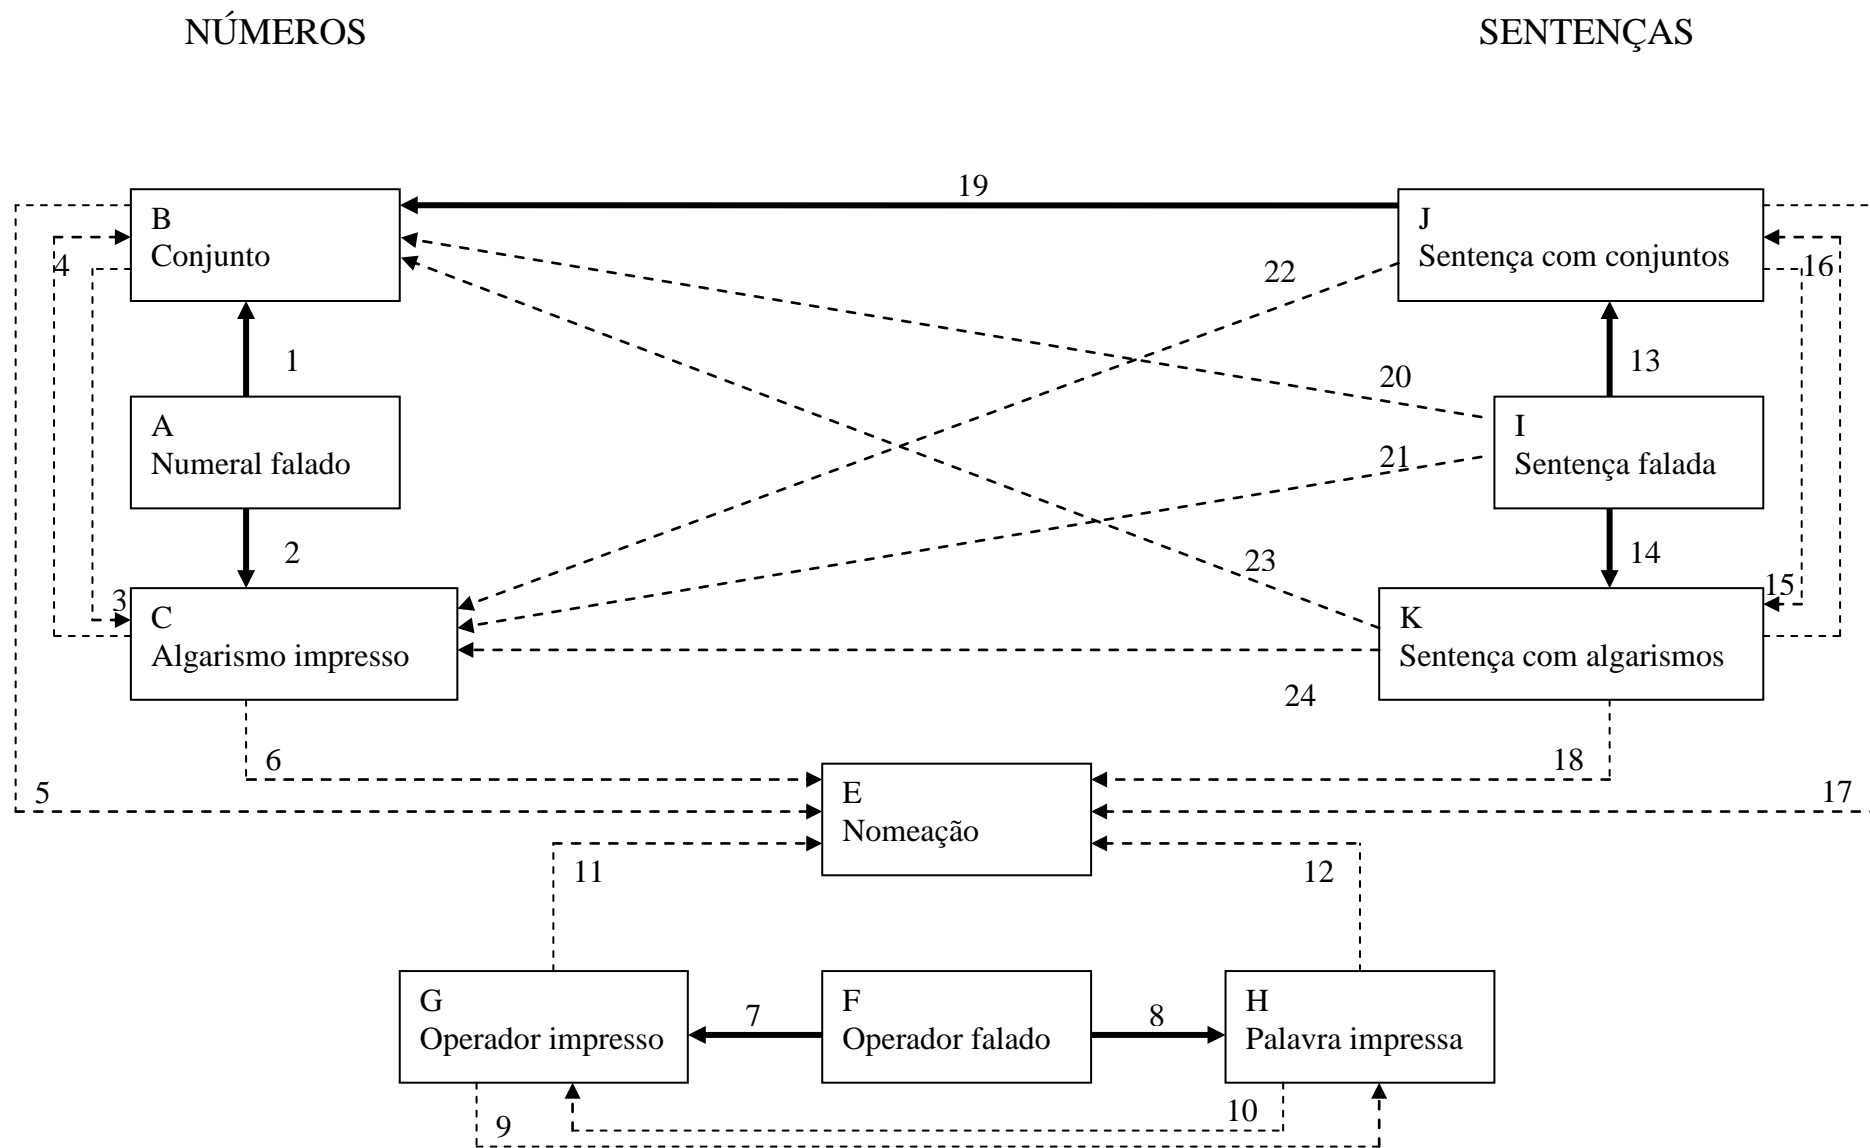 NÚMEROS
SENTENÇAS
19
B
Conjunto
J
Sentença com conjuntos
4
22
16
1
20
13
A
Numeral falado
I
Sentença falada
21
2
23
14
3
15
C
Algarismo impresso
K
Sentença com algarismos
24
6
18
5
E
Nomeação
17
11
12
G
Operador impresso
7
F
Operador falado
8
H
Palavra impressa
9
10